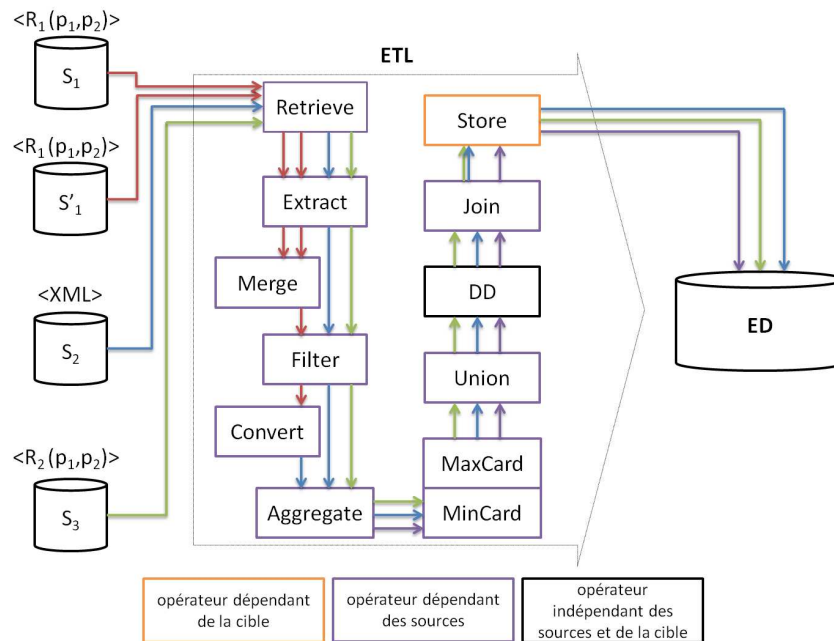 <R₁(p₁,p₂)>
S₁
<R₁(p₁,p₂)>
S'₁
<XML>
S₂
<R₂(p₁,p₂)>
S₃
ETL
Retrieve
Extract
Merge
Filter
Convert
Aggregate
Store
Join
DD
Union
MaxCard
MinCard
ED
opérateur dépendant
de la cible
opérateur dépendant
des sources
opérateur
indépendant des
sources et de la cible